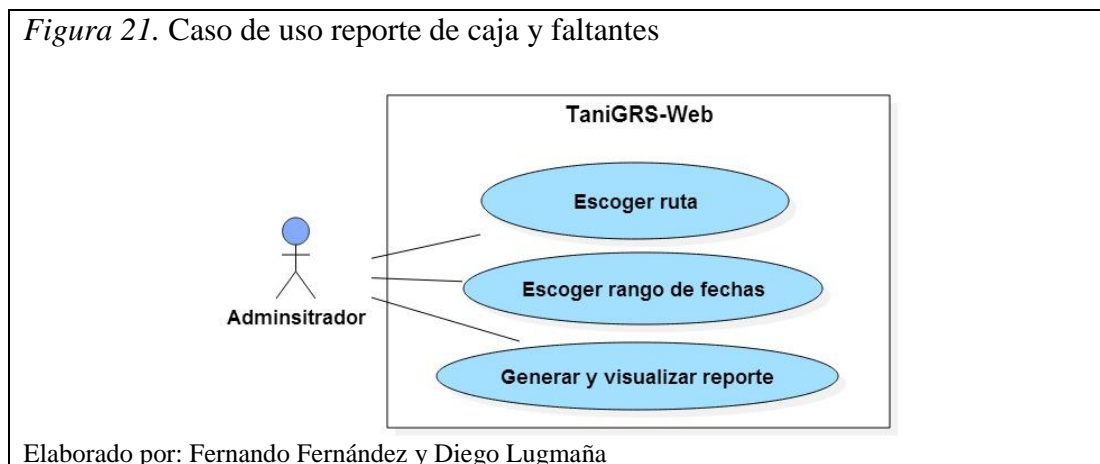 Figura 21. Caso de uso reporte de caja y faltantes
TaniGRS-Web
Escoger ruta
Escoger rango de fechas
Adminsitrador
Generar y visualizar reporte
Elaborado por: Fernando Fernández y Diego Lugmaña